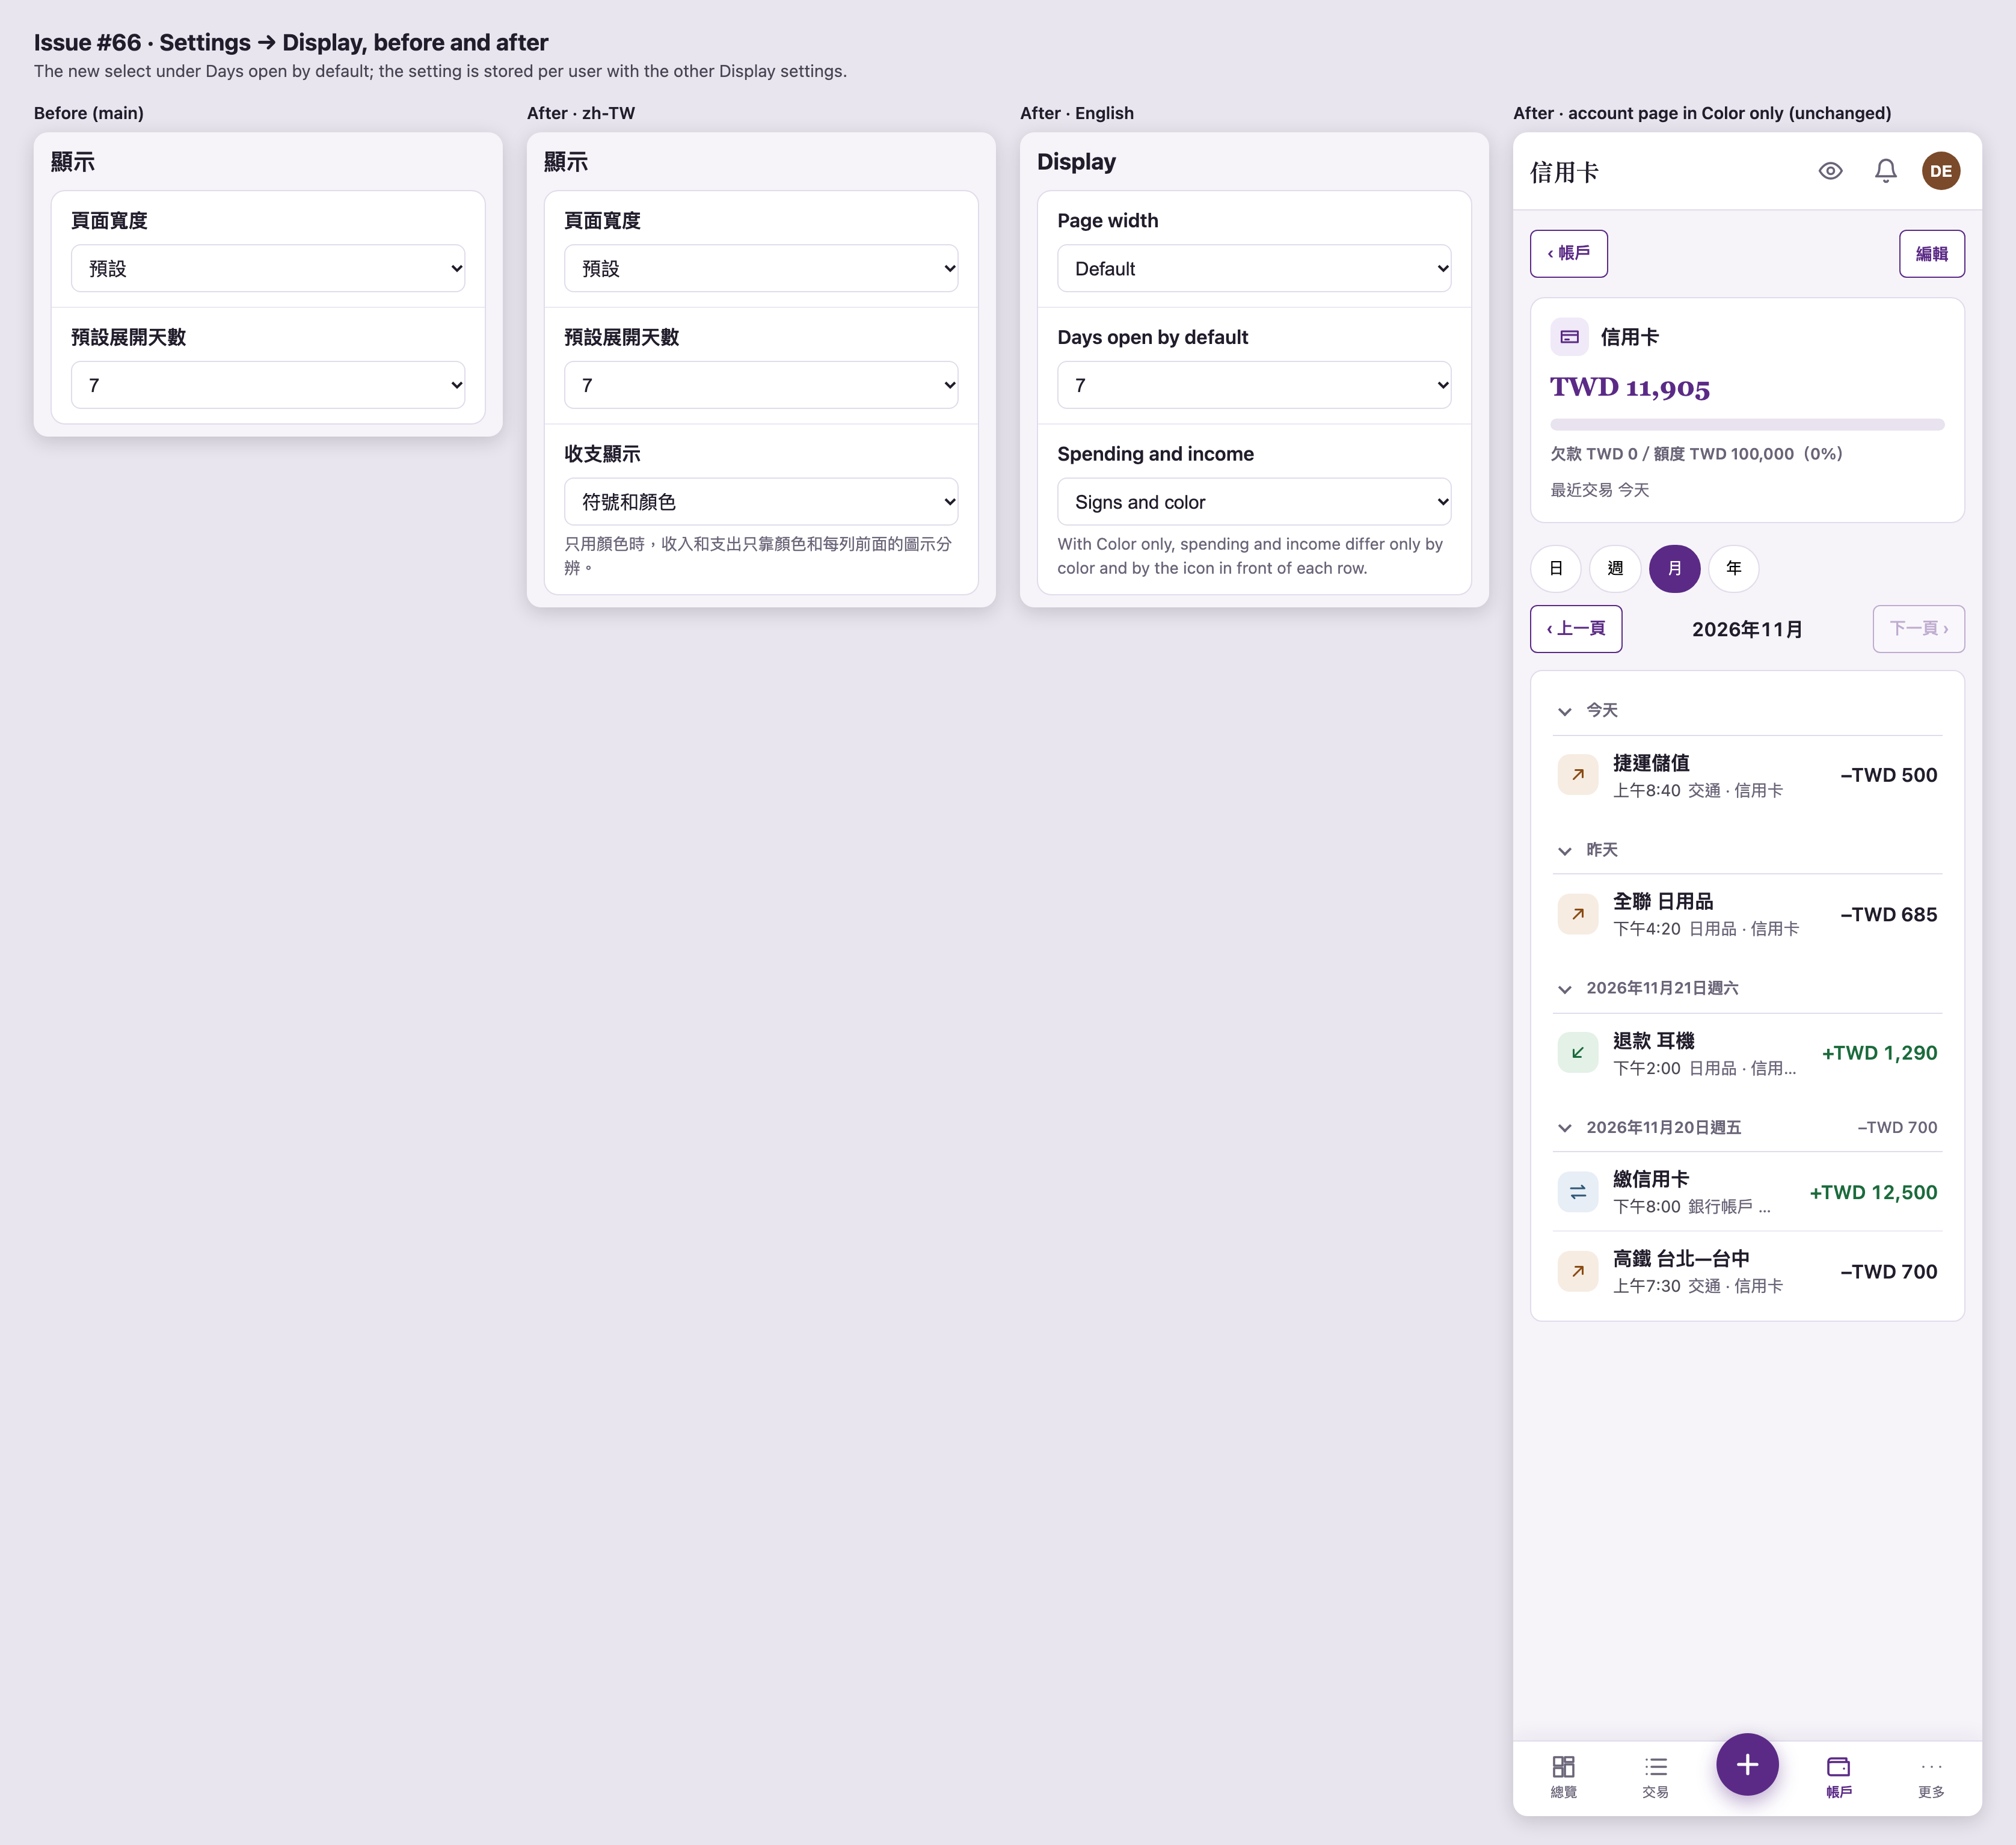 Issue #66 · Settings → Display, before and after
The new select under Days open by default; the setting is stored per user with the other Display settings.
Before (main)
顯示
頁面寬度
預設
預設展開天數
7
After · zh-TW
顯示
頁面寬度
預設
預設展開天數
7
收支顯示
符號和顏色
只用顏色時，收入和支出只靠顏色和每列前面的圖示分
辨。
After · English
Display
Page width
Default
Days open by default
7
Spending and income
Signs and color
With Color only, spending and income differ only by
color and by the icon in front of each row.
After · account page in Color only (unchanged)
信用卡
DE
‹ 帳戶
編輯
信用卡
TWD 11,905
欠款 TWD 0 / 額度 TWD 100,000（0%）
最近交易 今天
日 週 月 年
‹ 上一頁
2026年11月
下一頁 ›
今天
捷運儲值
–TWD 500
上午8:40 交通 · 信用卡
昨天
全聯 日用品
–TWD 685
下午4:20 日用品 · 信用卡
2026年11月21日週六
退款 耳機
+TWD 1,290
下午2:00 日用品 · 信用...
2026年11月20日週五
–TWD 700
繳信用卡
+TWD 12,500
下午8:00 銀行帳戶 ...
高鐵 台北—台中
–TWD 700
上午7:30 交通 · 信用卡
總覽
交易
帳戶
更多